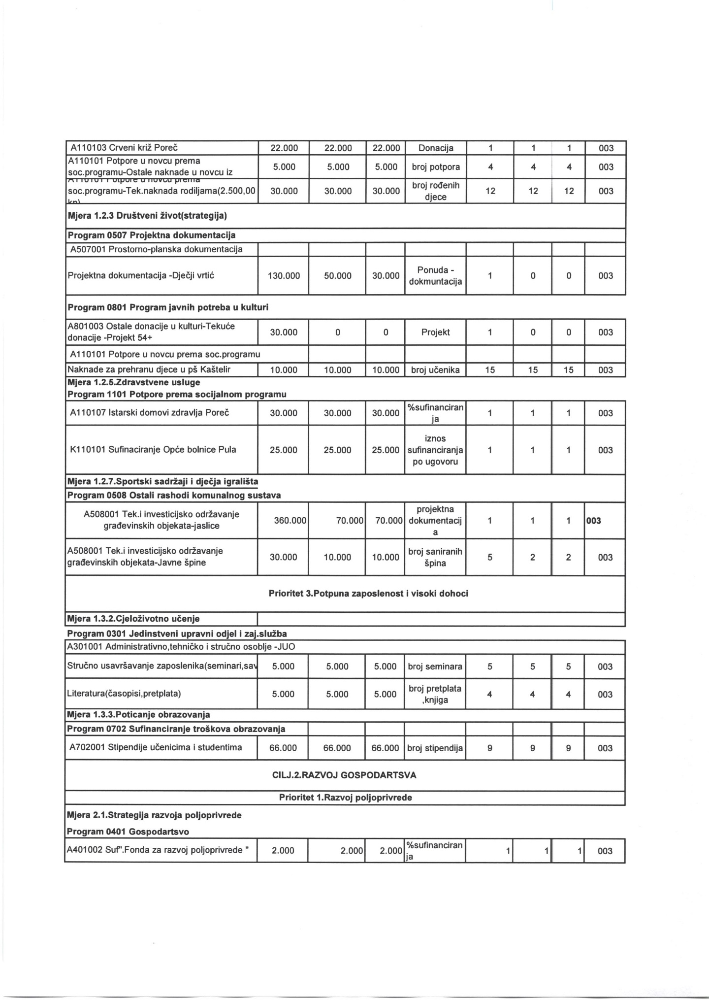 A110103 Crveni križ Poreč 22.000 22.000 22.000 Donacija 1 1 1 003
A110101 Potpore u novcu prema
soc.programu-Ostale naknade u novcu iz 5.000 5.000 5.000 broj potpora 4 4 4 003
A110101 Potpore u novcu prema
soc.programu-Tek.naknada rodiljama(2.500,00 30.000 30.000 30.000 broj rođenih djece 12 12 12 003
kn)
Mjera 1.2.3 Društveni život(strategija)
Program 0507 Projektna dokumentacija
A507001 Prostorno-planska dokumentacija
Projektna dokumentacija -Dječji vrtić 130.000 50.000 30.000 Ponuda - dokmuntacija 1 0 0 003
Program 0801 Program javnih potreba u kulturi
A801003 Ostale donacije u kulturi-Tekuće
donacije -Projekt 54+ 30.000 0 0 Projekt 1 0 0 003
A110101 Potpore u novcu prema soc.programu
Naknade za prehranu djece u pš Kaštelir 10.000 10.000 10.000 broj učenika 15 15 15 003
Mjera 1.2.5.Zdravstvene usluge
Program 1101 Potpore prema socijalnom programu
A110107 Istarski domovi zdravlja Poreč 30.000 30.000 30.000 %sufinanciran ja 1 1 1 003
K110101 Sufinaciranje Opće bolnice Pula 25.000 25.000 25.000 iznos sufinanciranja po ugovoru 1 1 1 003
Mjera 1.2.7.Sportski sadržaji i dječja igrališta
Program 0508 Ostali rashodi komunalnog sustava
A508001 Tek.i investicijsko održavanje
građevinskih objekata-jaslice 360.000 70.000 70.000 projektna dokumentacij a 1 1 1 003
A508001 Tek.i investicijsko održavanje
građevinskih objekata-Javne špine 30.000 10.000 10.000 broj saniranih špina 5 2 2 003
Prioritet 3.Potpuna zaposlenost i visoki dohoci
Mjera 1.3.2.Cjeloživotno učenje
Program 0301 Jedinstveni upravni odjel i zaj.služba
A301001 Administrativno,tehničko i stručno osoblje -JUO
Stručno usavršavanje zaposlenika(seminari,sav 5.000 5.000 5.000 broj seminara 5 5 5 003
Literatura(časopisi,pretplata) 5.000 5.000 5.000 broj pretplata ,knjiga 4 4 4 003
Mjera 1.3.3.Poticanje obrazovanja
Program 0702 Sufinanciranje troškova obrazovanja
A702001 Stipendije učenicima i studentima 66.000 66.000 66.000 broj stipendija 9 9 9 003
CILJ.2.RAZVOJ GOSPODARTSVA
Prioritet 1.Razvoj poljoprivrede
Mjera 2.1.Strategija razvoja poljoprivrede
Program 0401 Gospodartsvo
A401002 Suf".Fonda za razvoj poljoprivrede " 2.000 2.000 2.000 %sufinanciran ja 1 1 1 003